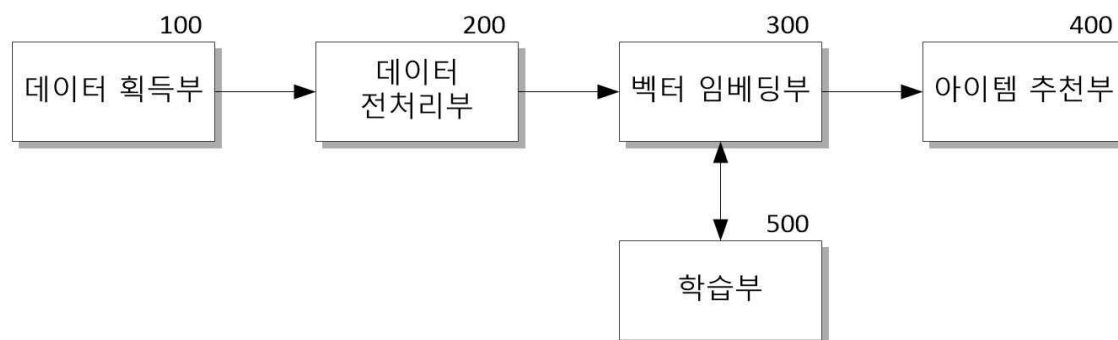 100
데이터 획득부
200
데이터
전처리부
300
벡터 임베딩부
400
아이템 추천부
500
학습부